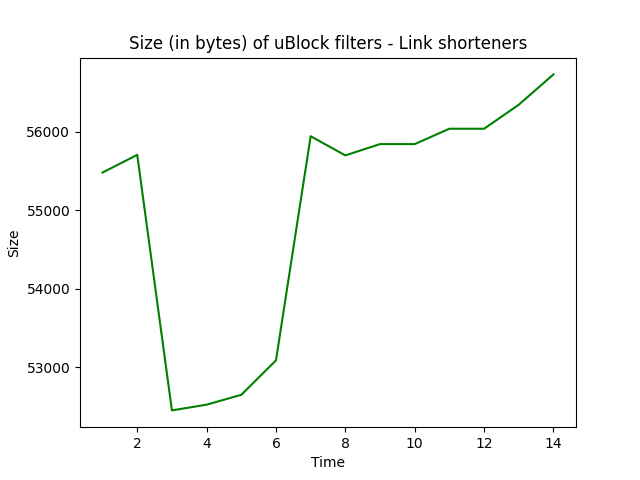 Size (in bytes) of uBlock filters - Link shorteners
56000
55000
54000
53000
Size
2 4 6 8 10 12 14
Time